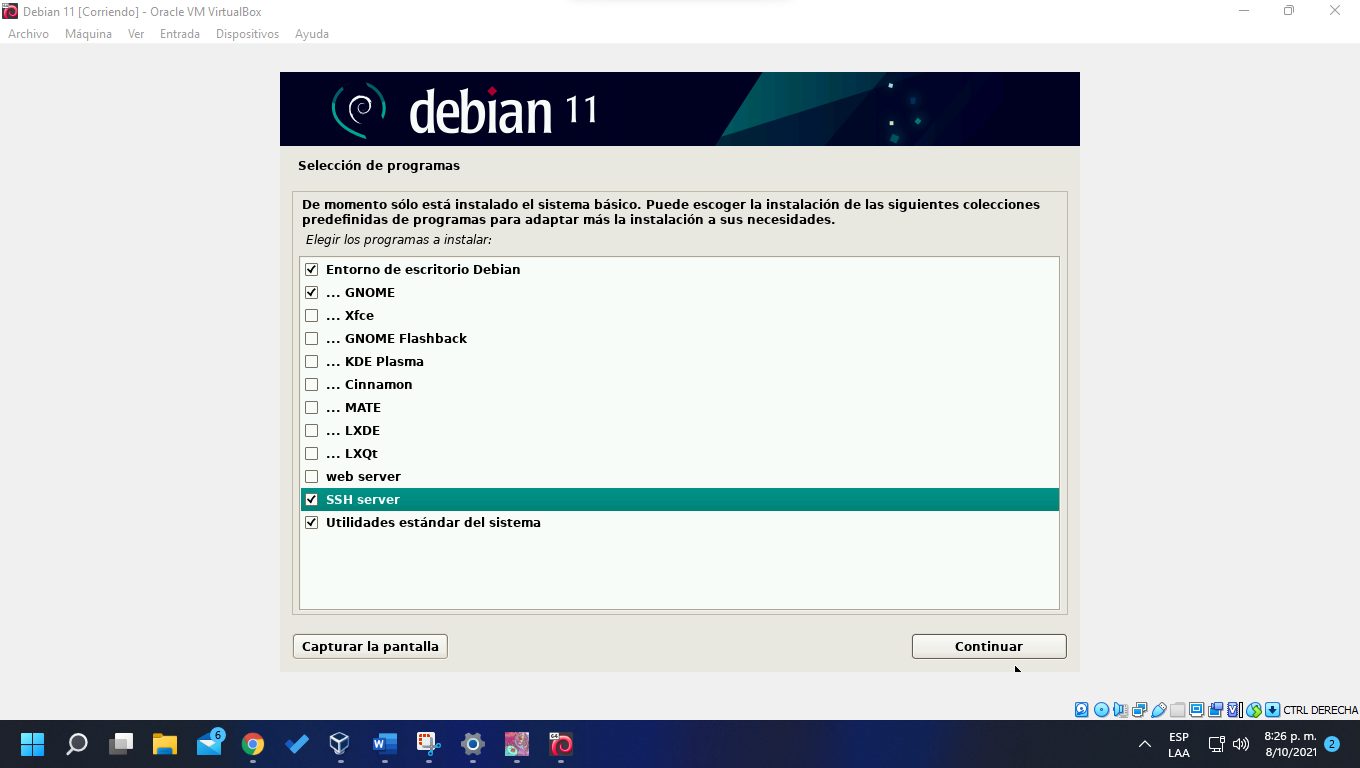 Debian 11 [Corriendo] - Oracle VM VirtualBox
Archivo Máquina Ver Entrada Dispositivos Ayuda
debian 11
Selección de programas
De momento sólo está instalado el sistema básico. Puede escoger la instalación de las siguientes colecciones
predefinidas de programas para adaptar más la instalación a sus necesidades.
Elegir los programas a instalar:
Entorno de escritorio Debian
... GNOME
... Xfce
... GNOME Flashback
... KDE Plasma
... Cinnamon
... MATE
... LXDE
... LXQt
web server
SSH server
Utilidades estándar del sistema
Capturar la pantalla
Continuar
CTRL DERECHA
6
ESP
LAA
8:26 p. m.
8/10/2021
2